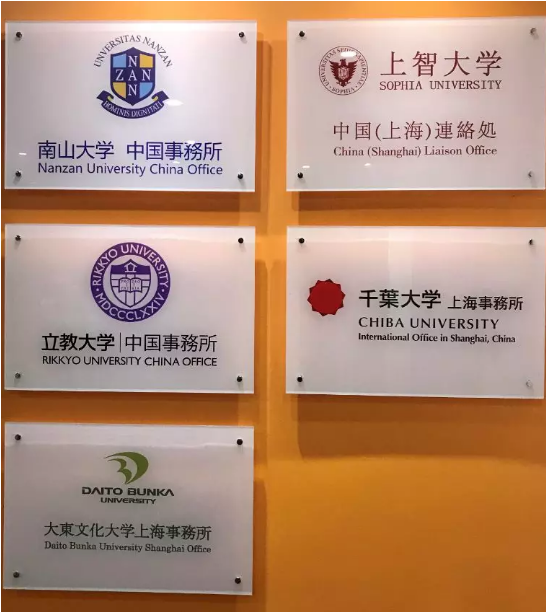 UNIVERSITAS NANZAN
NAN
ZAN
N
HOMINIS DIGNITATI
南山大学 中国事務所
Nanzan University China Office
上智大学
SOPHIA UNIVERSITY
中国(上海)連絡処
China (Shanghai) Liaison Office
RIKKYO UNIVERSITY
MDCCCLXXIV
立教大学|中国事務所
RIKKYO UNIVERSITY CHINA OFFICE
千葉大学 上海事務所
CHIBA UNIVERSITY
International Office in Shanghai, China
DAITO BUNKA
UNIVERSITY
大東文化大学上海事務所
Daito Bunka University Shanghai Office